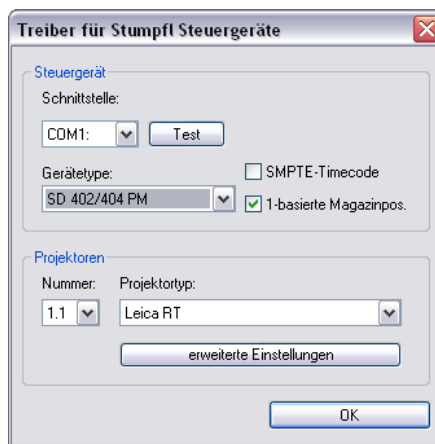 Treiber für Stumpfl Steuergeräte
Steuergerät
Schnittstelle:
COM1: Test
Gerätetype: SMPTE-Timecode
SD 402/404 PM 1-basierte Magazinpos.
Projektoren
Nummer: Projektortyp:
1.1 Leica RT
erweiterte Einstellungen
OK